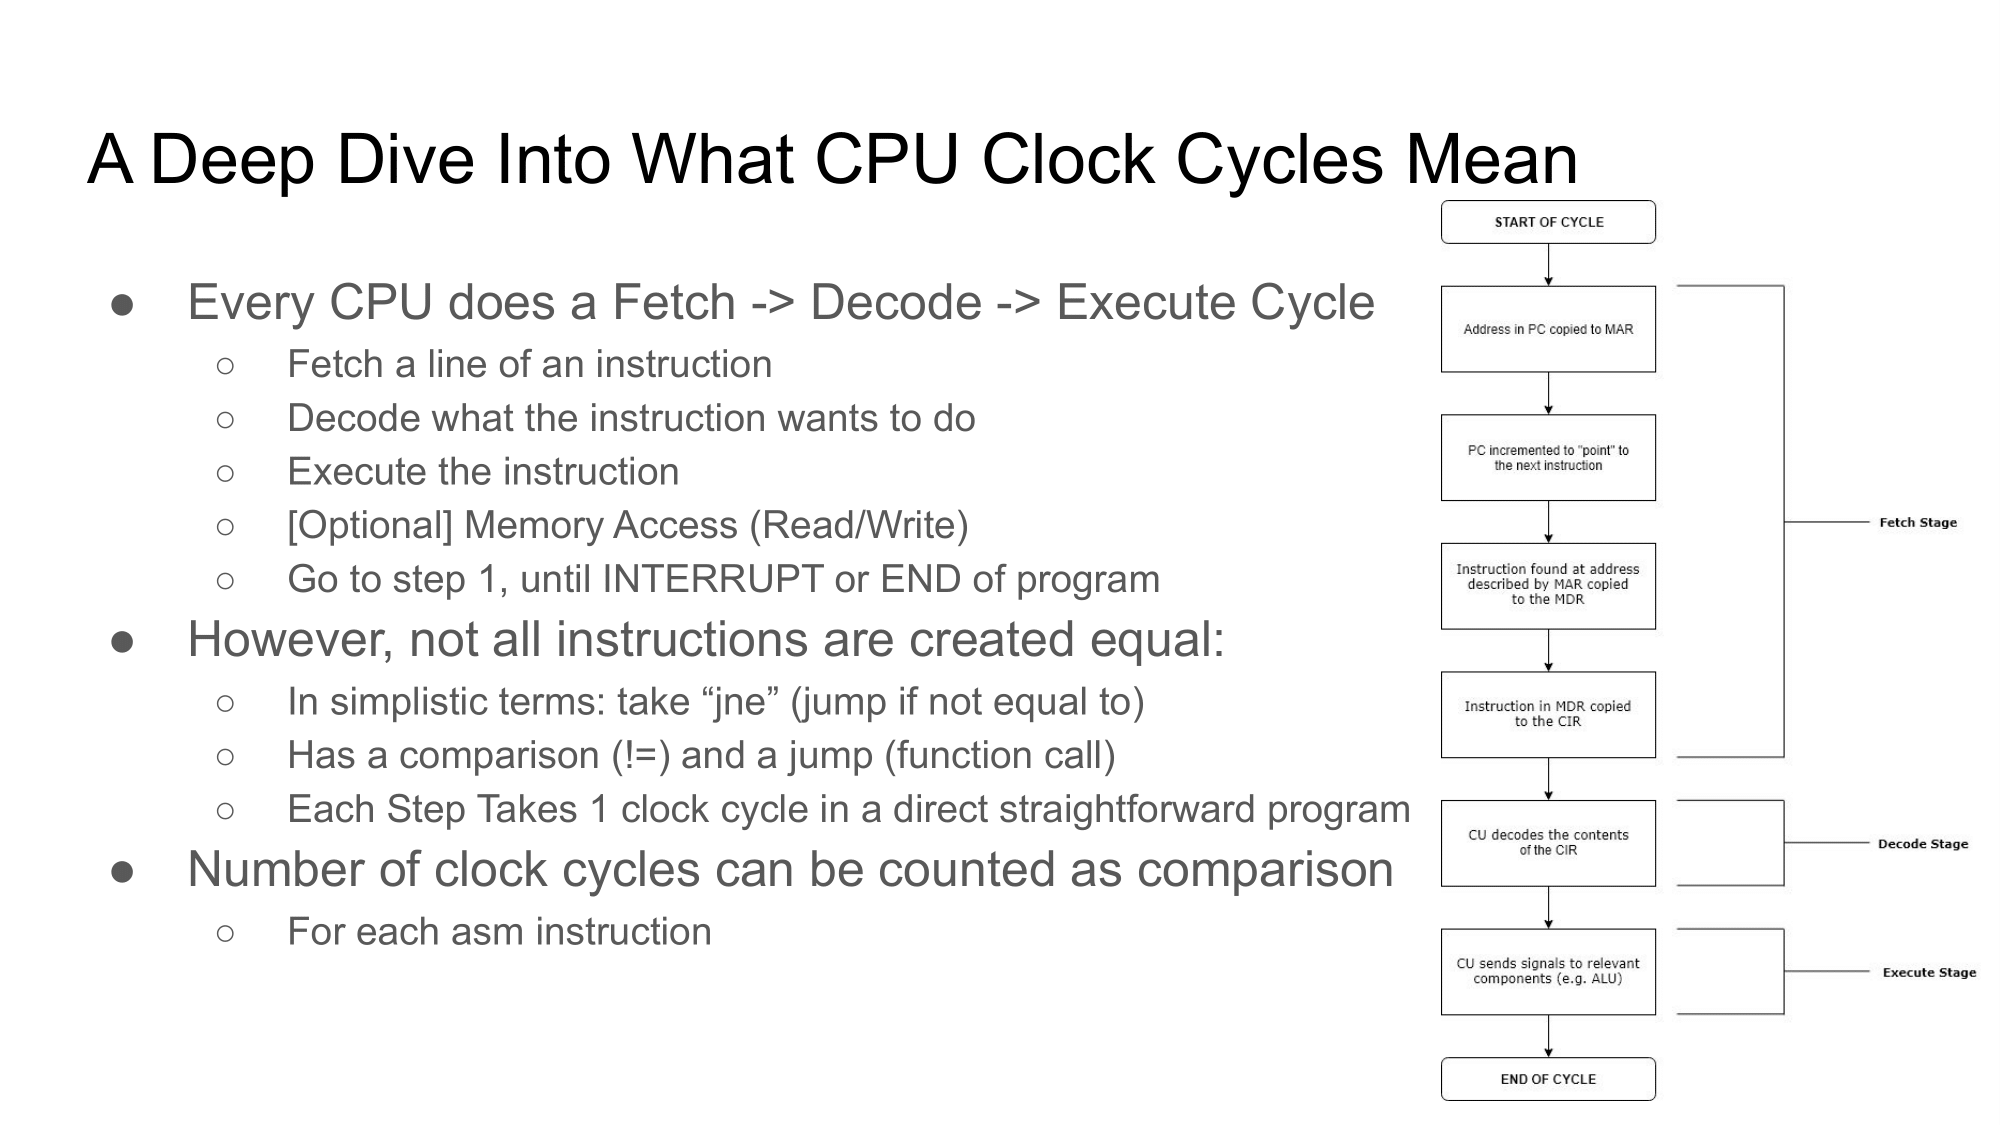 A Deep Dive Into What CPU Clock Cycles Mean
● Every CPU does a Fetch -> Decode -> Execute Cycle
○ Fetch a line of an instruction
○ Decode what the instruction wants to do
○ Execute the instruction
○ [Optional] Memory Access (Read/Write)
○ Go to step 1, until INTERRUPT or END of program
● However, not all instructions are created equal:
○ In simplistic terms: take “jne” (jump if not equal to)
○ Has a comparison (!=) and a jump (function call)
○ Each Step Takes 1 clock cycle in a direct straightforward program
● Number of clock cycles can be counted as comparison
○ For each asm instruction
START OF CYCLE
Address in PC copied to MAR
PC incremented to "point" to
the next instruction
Instruction found at address
described by MAR copied
to the MDR
Instruction in MDR copied
to the CIR
Fetch Stage
CU decodes the contents
of the CIR
Decode Stage
CU sends signals to relevant
components (e.g. ALU)
Execute Stage
END OF CYCLE